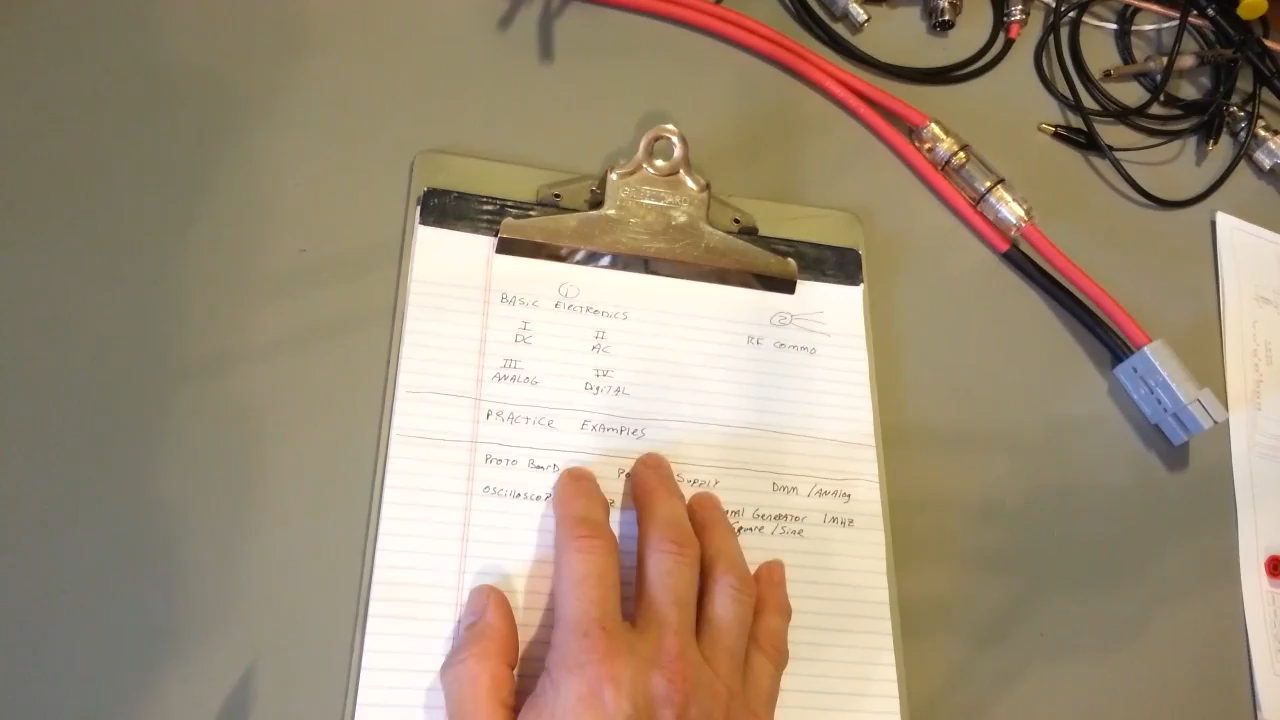 ①
BASIC ELECTRONICS
②
RF COMMO
I II
DC AC
III IV
ANALOG DigiTAL
PRACTICE EXAMPLES
PROTO BOARD SUPPLY DMM / ANALOG
GENERATOR 1MHZ
Square / Sine